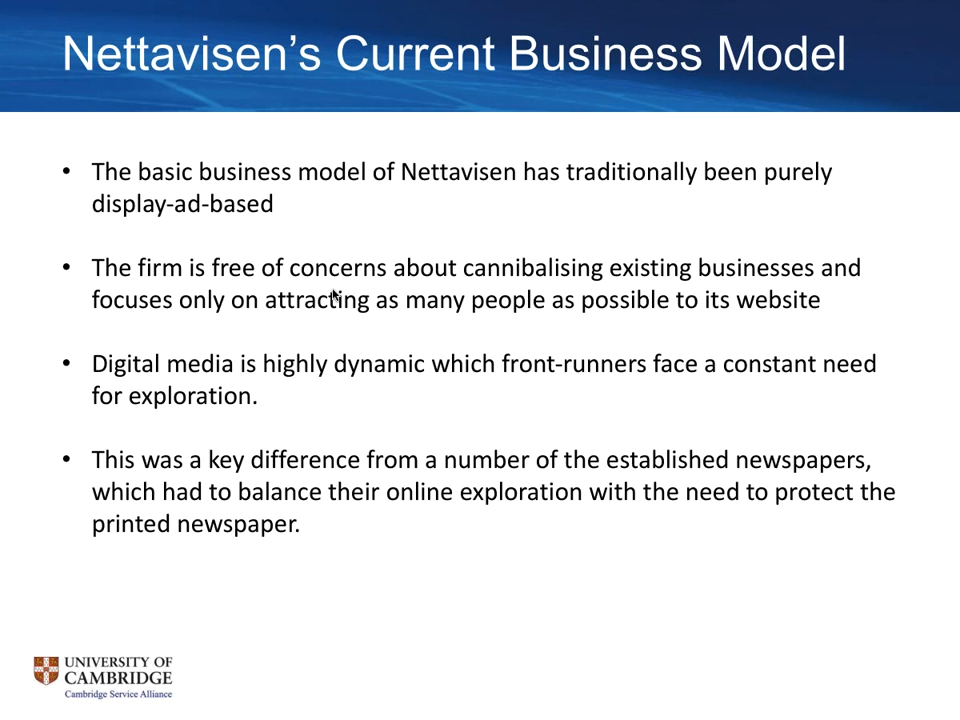 Nettavisen’s Current Business Model
• The basic business model of Nettavisen has traditionally been purely
display-ad-based
• The firm is free of concerns about cannibalising existing businesses and
focuses only on attracting as many people as possible to its website
• Digital media is highly dynamic which front-runners face a constant need
for exploration.
• This was a key difference from a number of the established newspapers,
which had to balance their online exploration with the need to protect the
printed newspaper.
UNIVERSITY OF
CAMBRIDGE
Cambridge Service Alliance